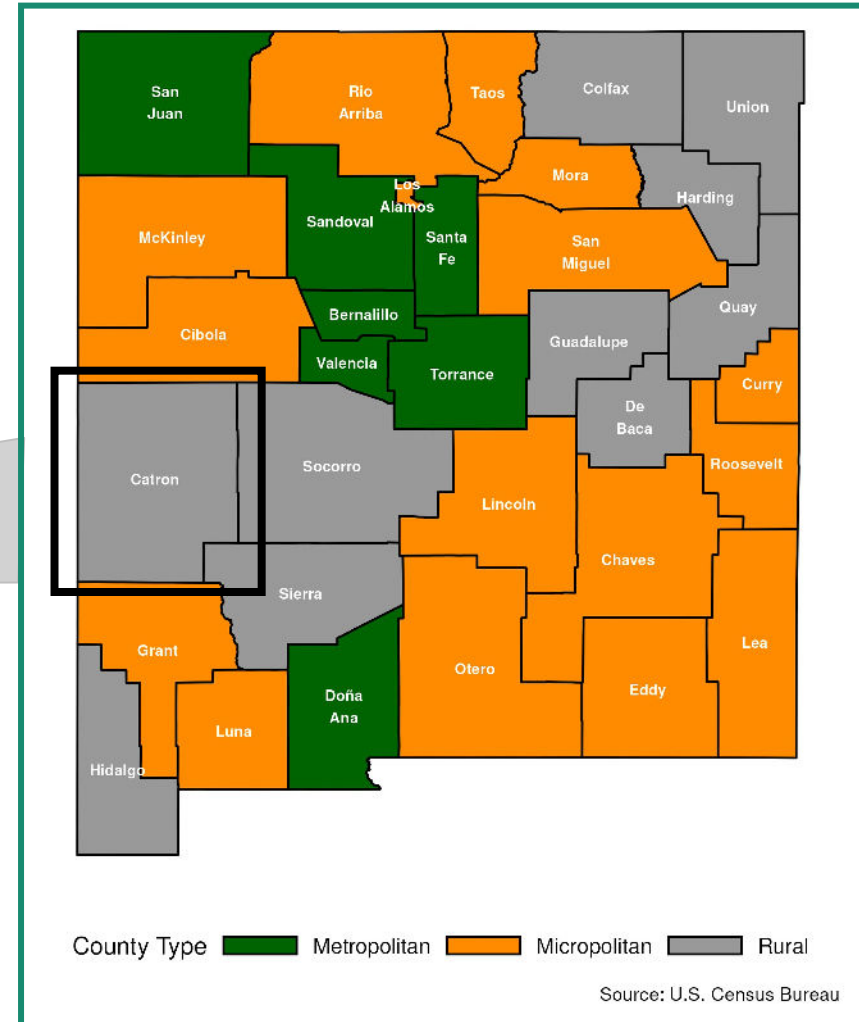 San
Juan
Rio
Arriba
Taos
Colfax
Union
Mora
Los
Alamos
Harding
Sandoval
Santa
Fe
McKinley
San
Miguel
Quay
Bernalillo
Cibola
Guadalupe
Valencia
Torrance
Curry
De
Baca
Roosevelt
Catron
Socorro
Lincoln
Chaves
Sierra
Lea
Grant
Otero
Eddy
Doña
Ana
Luna
Hidalgo
County Type Metropolitan Micropolitan Rural
Source: U.S. Census Bureau